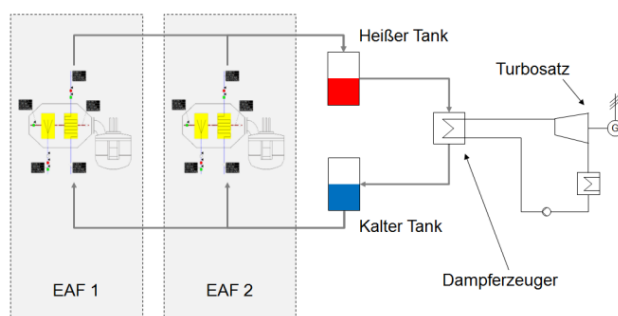 Heißer Tank
Turbosatz
G
Kalter Tank
Dampferzeuger
EAF 1
EAF 2